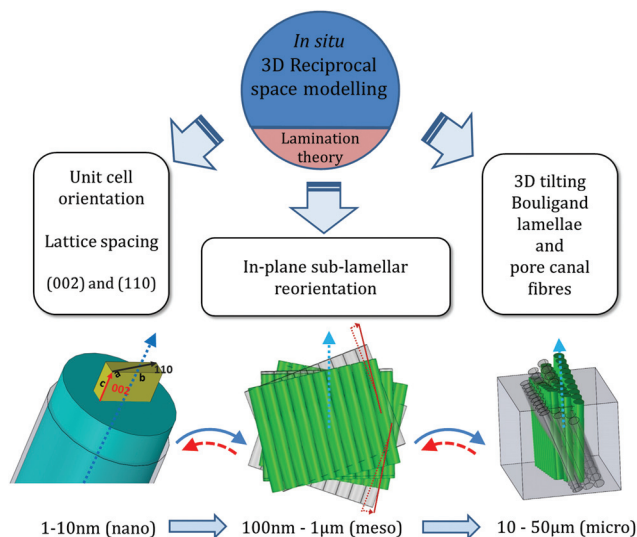 In situ
3D Reciprocal
space modelling
Lamination
theory
Unit cell
orientation
Lattice spacing
(002) and (110)
In-plane sub-lamellar
reorientation
3D tilting
Bouligand
lamellae
and
pore canal
fibres
110
a
b
c
002
1-10nm (nano)
100nm - 1μm (meso)
10 - 50μm (micro)